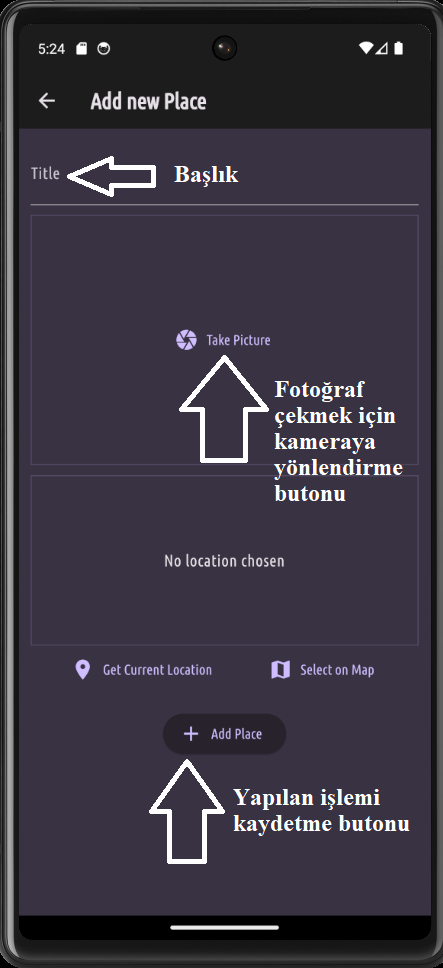 5:24
Add new Place
Title
Başlık
Take Picture
Fotoğraf
çekmek için
kameraya
yönlendirme
butonu
No location chosen
Get Current Location
Select on Map
Add Place
Yapılan işlemi
kaydetme butonu